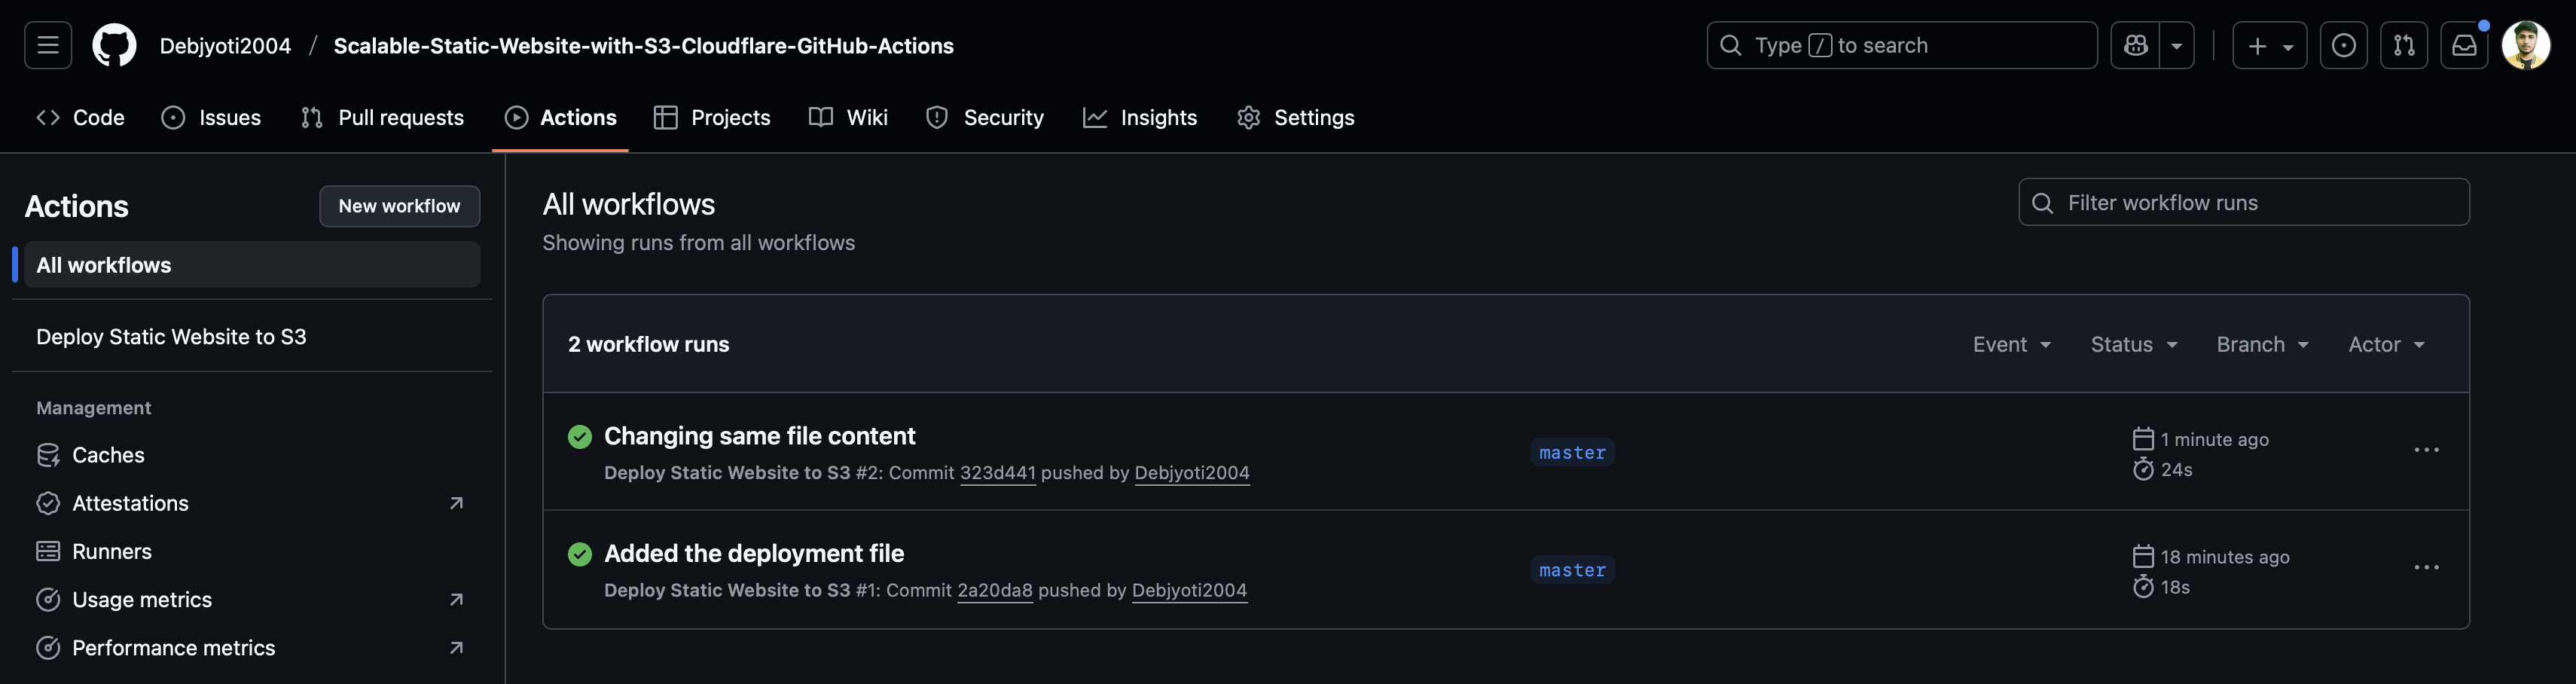 Debjyoti2004 / Scalable-Static-Website-with-S3-Cloudflare-GitHub-Actions
Type / to search
Code Issues Pull requests Actions Projects Wiki Security Insights Settings
Actions
New workflow
All workflows
Deploy Static Website to S3
Management
Caches
Attestations
Runners
Usage metrics
Performance metrics
All workflows
Showing runs from all workflows
Filter workflow runs
2 workflow runs
Event Status Branch Actor
Changing same file content
Deploy Static Website to S3 #2: Commit 323d441 pushed by Debjyoti2004
master
1 minute ago
24s
Added the deployment file
Deploy Static Website to S3 #1: Commit 2a20da8 pushed by Debjyoti2004
master
18 minutes ago
18s